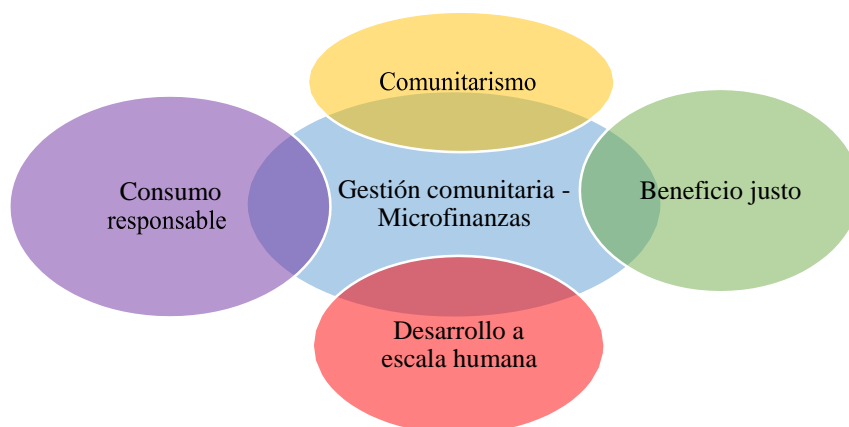 Comunitarismo
Consumo
responsable
Gestión comunitaria -
Microfinanzas
Beneficio justo
Desarrollo a
escala humana